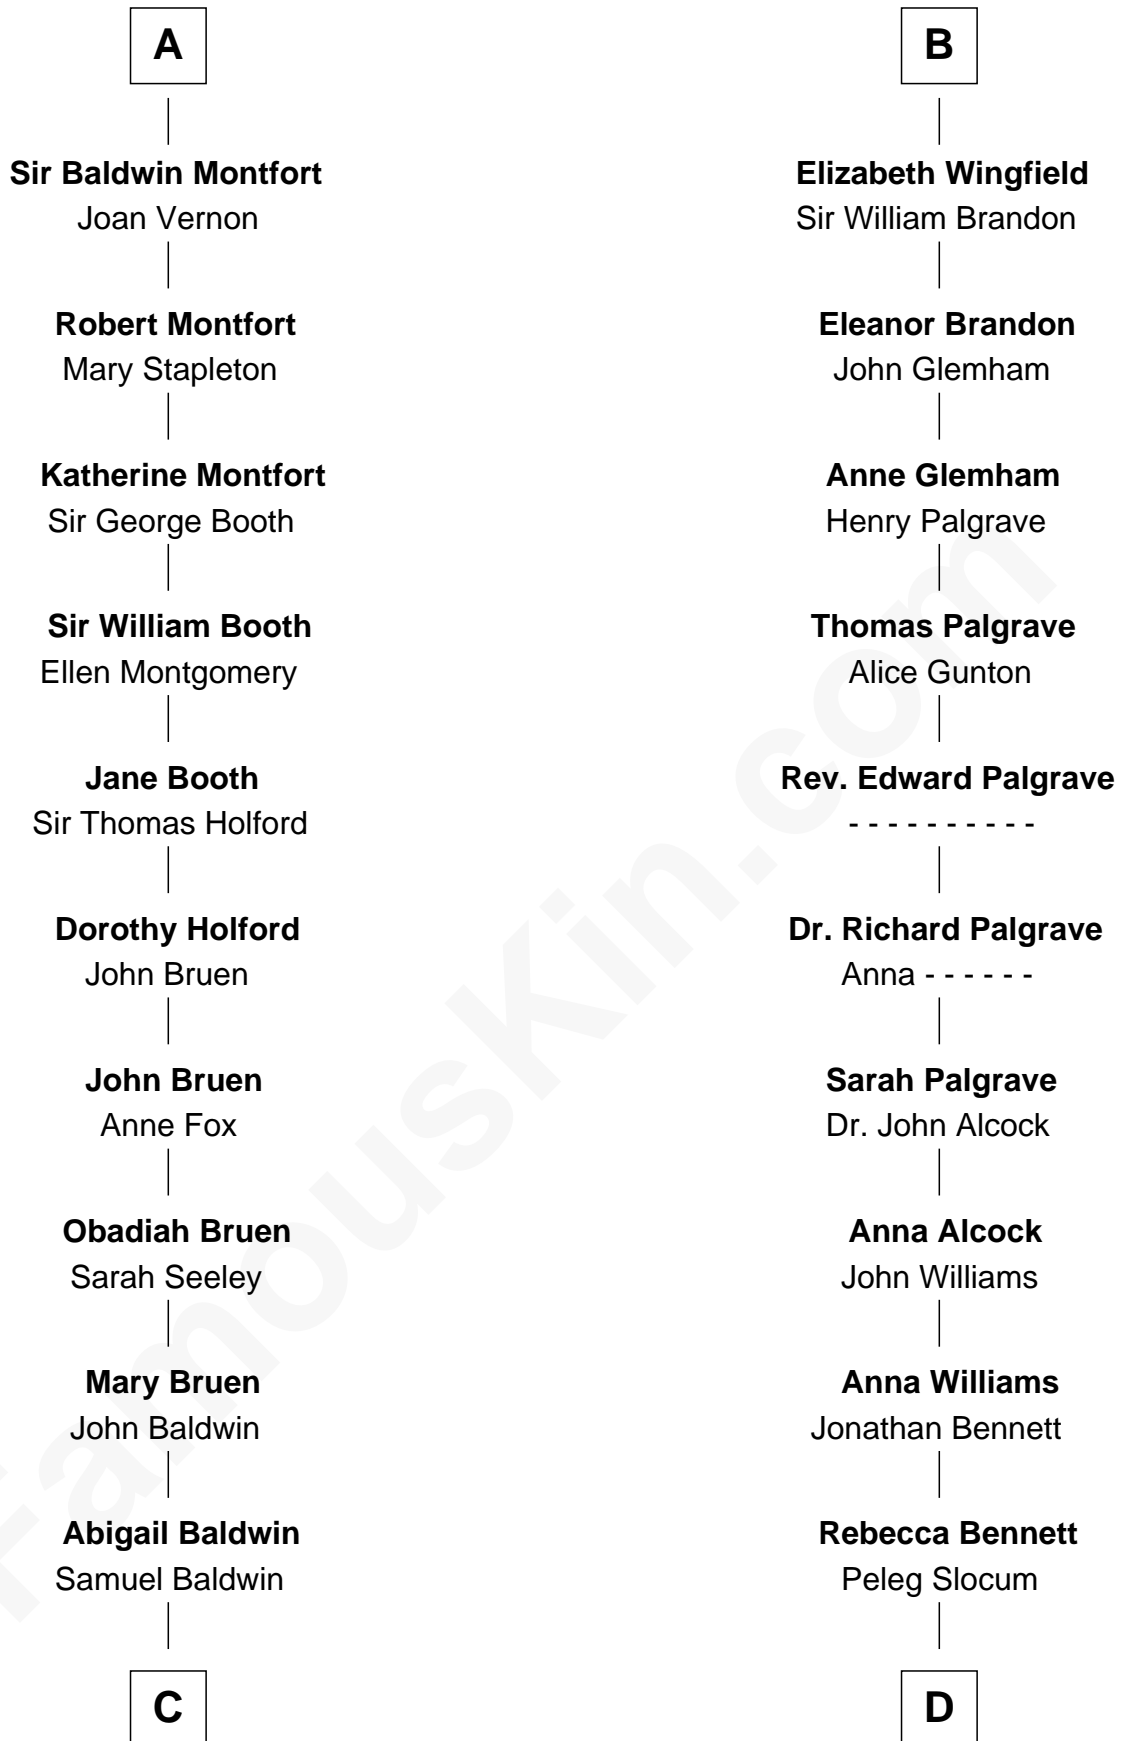 A
Sir Baldwin Montfort
Joan Vernon
Robert Montfort
Mary Stapleton
Katherine Montfort
Sir George Booth
Sir William Booth
Ellen Montgomery
Jane Booth
Sir Thomas Holford
Dorothy Holford
John Bruen
John Bruen
Anne Fox
Obadiah Bruen
Sarah Seeley
Mary Bruen
John Baldwin
Abigail Baldwin
Samuel Baldwin
C
B
Elizabeth Wingfield
Sir William Brandon
Eleanor Brandon
John Glemham
Anne Glemham
Henry Palgrave
Thomas Palgrave
Alice Gunton
Rev. Edward Palgrave
- - - - - - - - - -
Dr. Richard Palgrave
Anna - - - - - -
Sarah Palgrave
Dr. John Alcock
Anna Alcock
John Williams
Anna Williams
Jonathan Bennett
Rebecca Bennett
Peleg Slocum
D
FamousKin.com